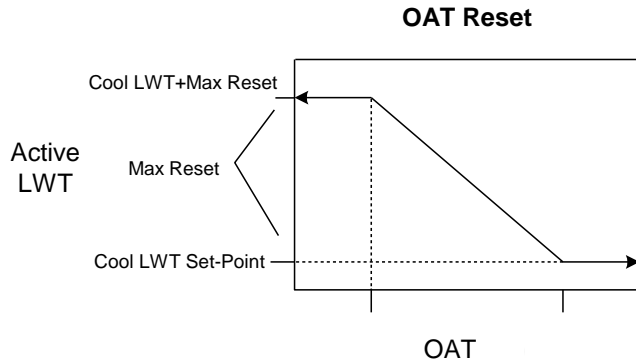 OAT Reset
Cool LWT+Max Reset
Active
LWT
Max Reset
Cool LWT Set-Point
OAT